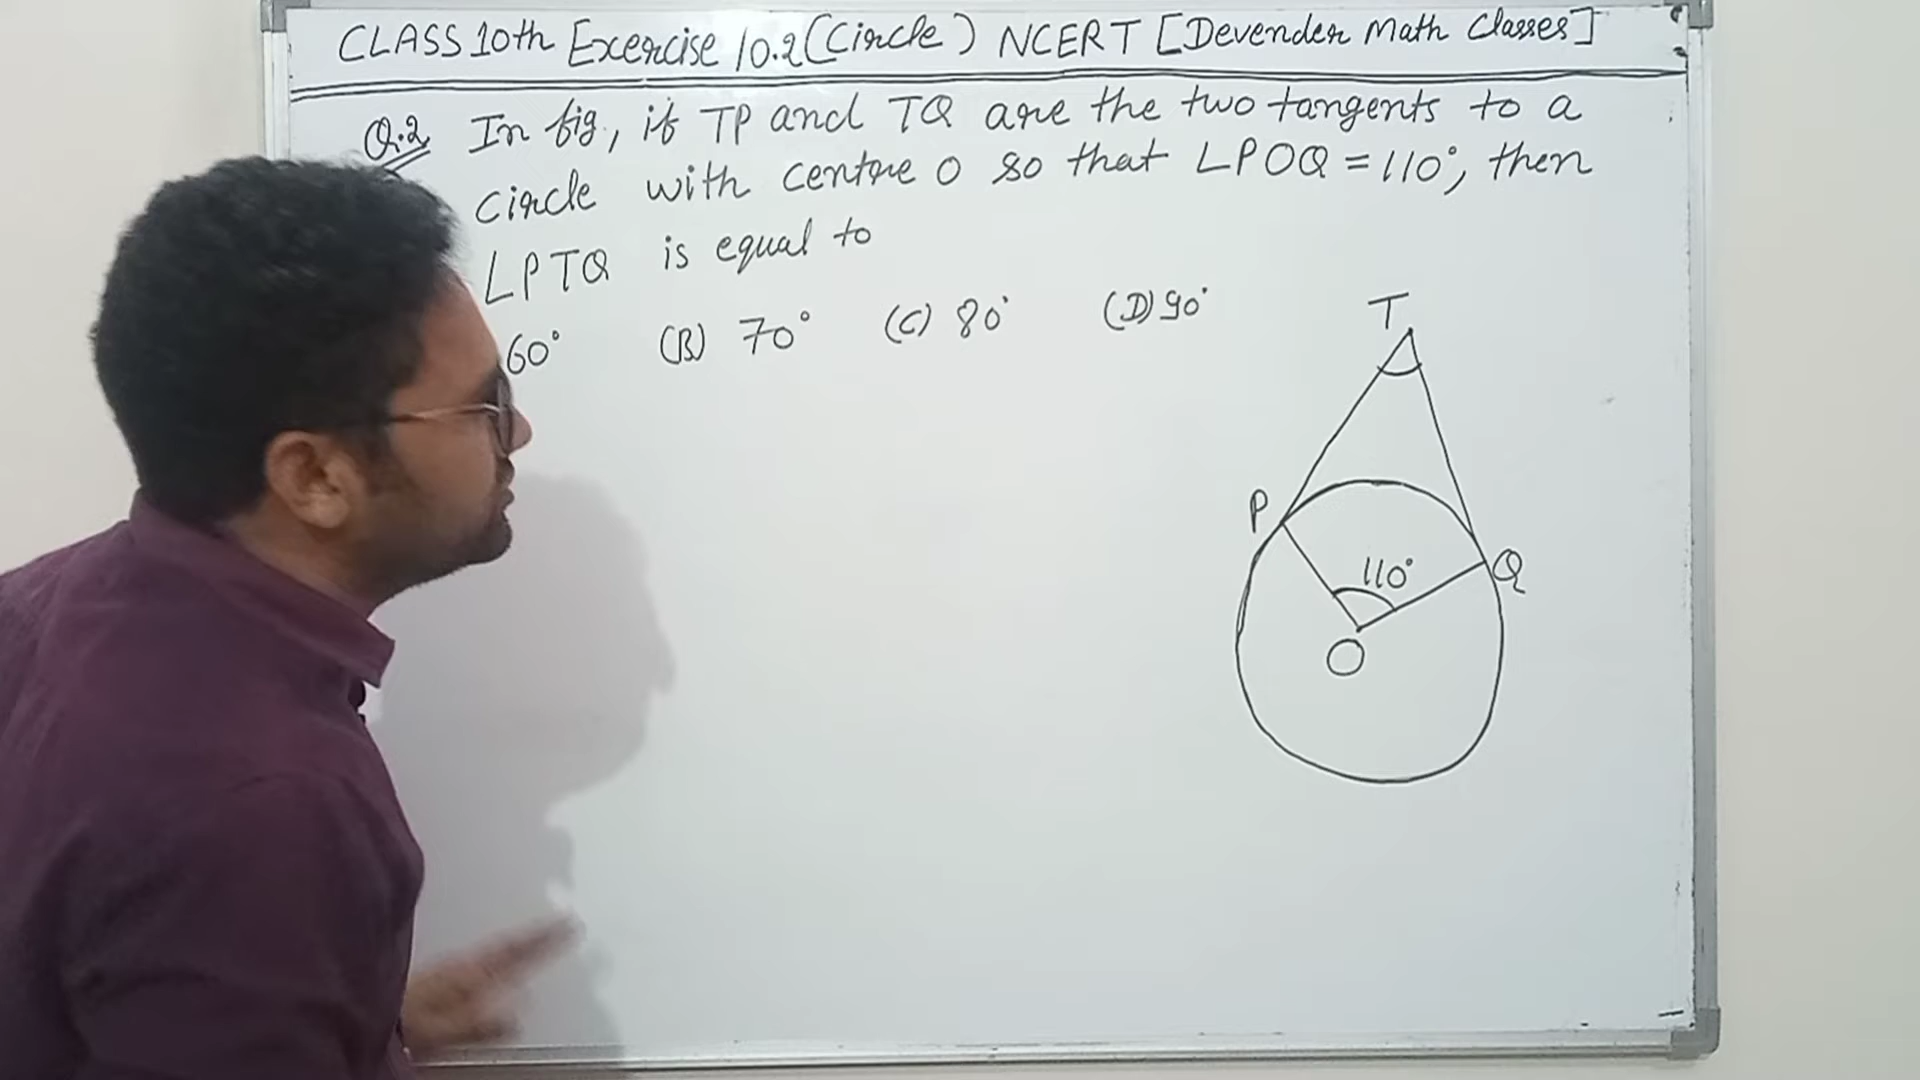 CLASS 10th Exercise 10.2 (Circle) NCERT [Devender Math Classes]
Q.2 In fig., if TP and TQ are the two tangents to a
circle with centre O so that ∠POQ = 110°, then
∠PTQ is equal to
60° (B) 70° (C) 80° (D) 90°
T
P
110°
Q
O